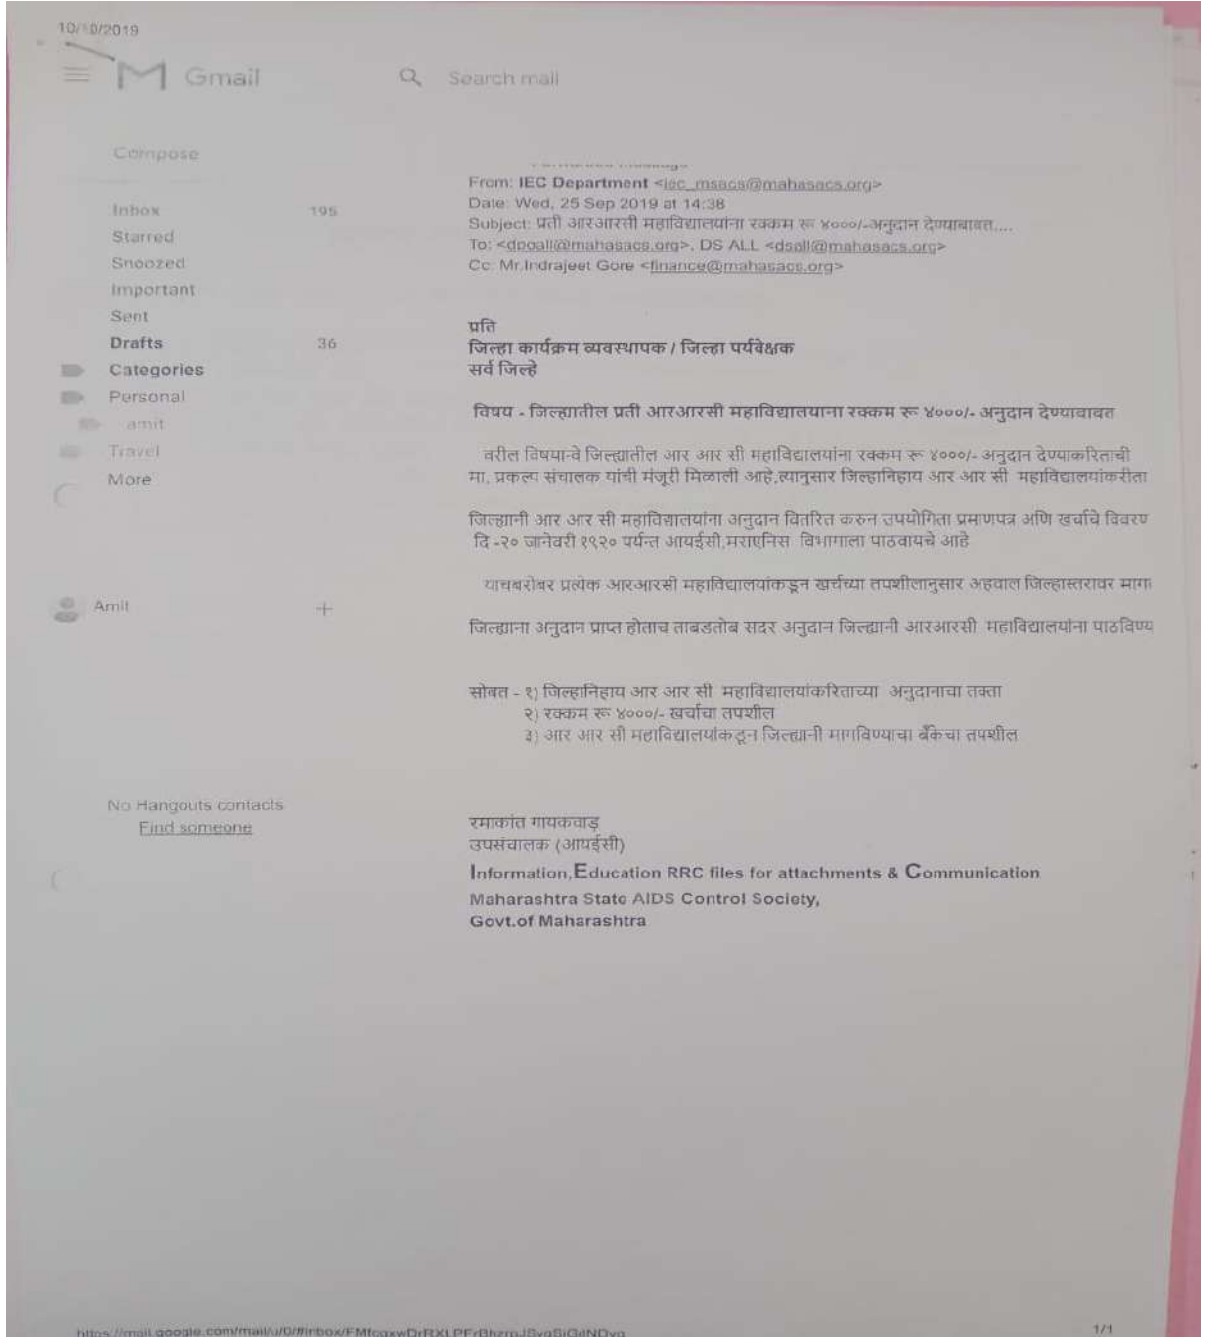 10/10/2019
Gmail
Search mail
Compose
Inbox 195
Starred
Snoozed
Important
Sent
Drafts 36
Categories
Personal
amit
Travel
More
Amit
No Hangouts contacts
Find someone
From: IEC Department <iec_msacs@mahasacs.org>
Date: Wed, 25 Sep 2019 at 14:38
Subject: प्रती आरआरसी महाविद्यालयांना रक्कम रू ४०००/-अनुदान देण्याबाबत....
To: <dpoall@mahasacs.org>, DS ALL <dsall@mahasacs.org>
Cc: Mr.Indrajeet Gore <finance@mahasacs.org>
प्रति
जिल्हा कार्यक्रम व्यवस्थापक / जिल्हा पर्यवेक्षक
सर्व जिल्हे
विषय - जिल्ह्यातील प्रती आरआरसी महाविद्यालयाना रक्कम रू ४०००/- अनुदान देण्याबाबत
वरील विषयान्वे जिल्ह्यातील आर आर सी महाविद्यालयांना रक्कम रू ४०००/- अनुदान देण्याकरिताची
मा. प्रकल्प संचालक यांची मंजूरी मिळाली आहे,त्यानुसार जिल्हानिहाय आर आर सी महाविद्यालयांकरीता
जिल्हानी आर आर सी महाविद्यालयांना अनुदान वितरित करुन उपयोगिता प्रमाणपत्र अणि खर्चाचे विवरण
दि -२० जानेवरी १९२० पर्यन्त आयईसी,मराएनिस विभागाला पाठवायचे आहे
याचबरोबर प्रत्येक आरआरसी महाविद्यालयांकडून खर्चच्या तपशीलानुसार अहवाल जिल्हास्तरावर मागा
जिल्ह्याना अनुदान प्राप्त होताच ताबडतोब सदर अनुदान जिल्ह्यानी आरआरसी महाविद्यालयांना पाठविण्य
सोबत - १) जिल्हानिहाय आर आर सी महाविद्यालयांकरिताच्या अनुदानाचा तक्ता
२) रक्कम रू ४०००/- खर्चाचा तपशील
३) आर आर सी महाविद्यालयांकडून जिल्ह्यानी मागविण्याचा बँकेचा तपशील
रमाकांत गायकवाड़
उपसंचालक (आयईसी)
Information,Education RRC files for attachments & Communication
Maharashtra State AIDS Control Society,
Govt.of Maharashtra
1/1